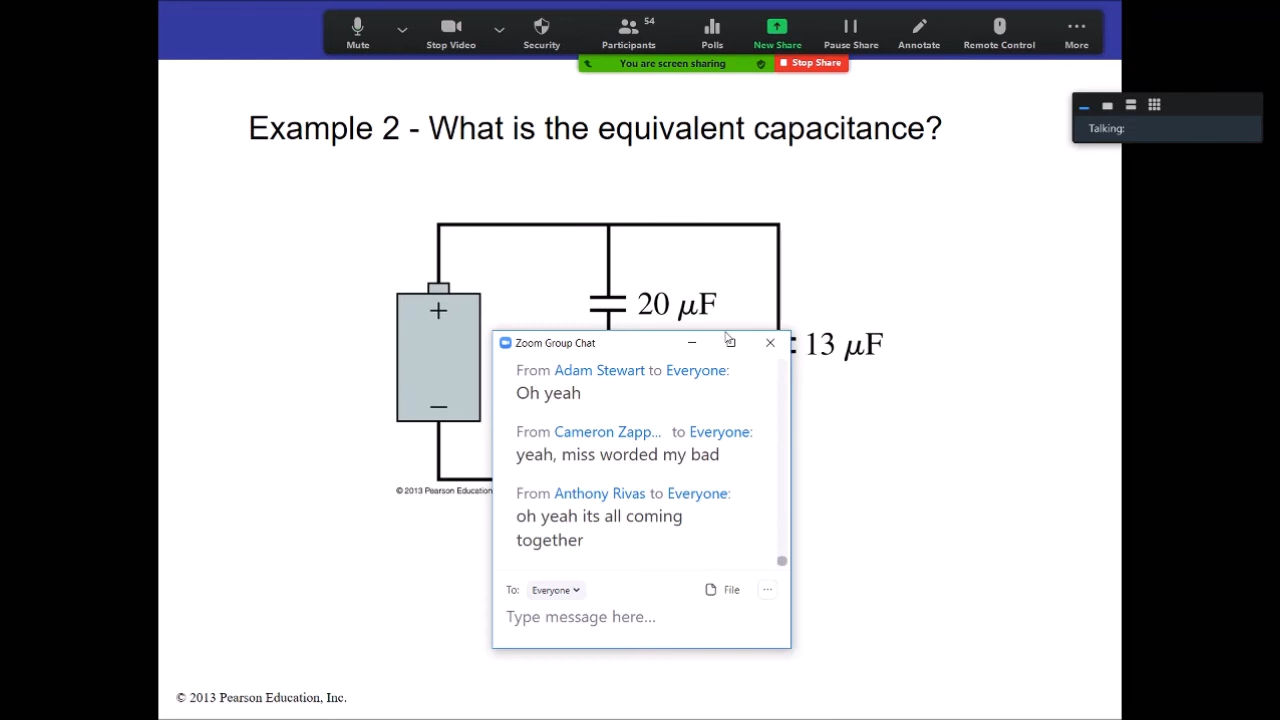 54
Mute
Stop Video
Security
Participants
Polls
New Share
Pause Share
Annotate
Remote Control
More
You are screen sharing
Stop Share
Talking:
Example 2 - What is the equivalent capacitance?
+
20 μF
13 μF
−
© 2013 Pearson Education
Zoom Group Chat
From Adam Stewart to Everyone:
Oh yeah
From Cameron Zapp... to Everyone:
yeah, miss worded my bad
From Anthony Rivas to Everyone:
oh yeah its all coming
together
To: Everyone
File
Type message here...
© 2013 Pearson Education, Inc.